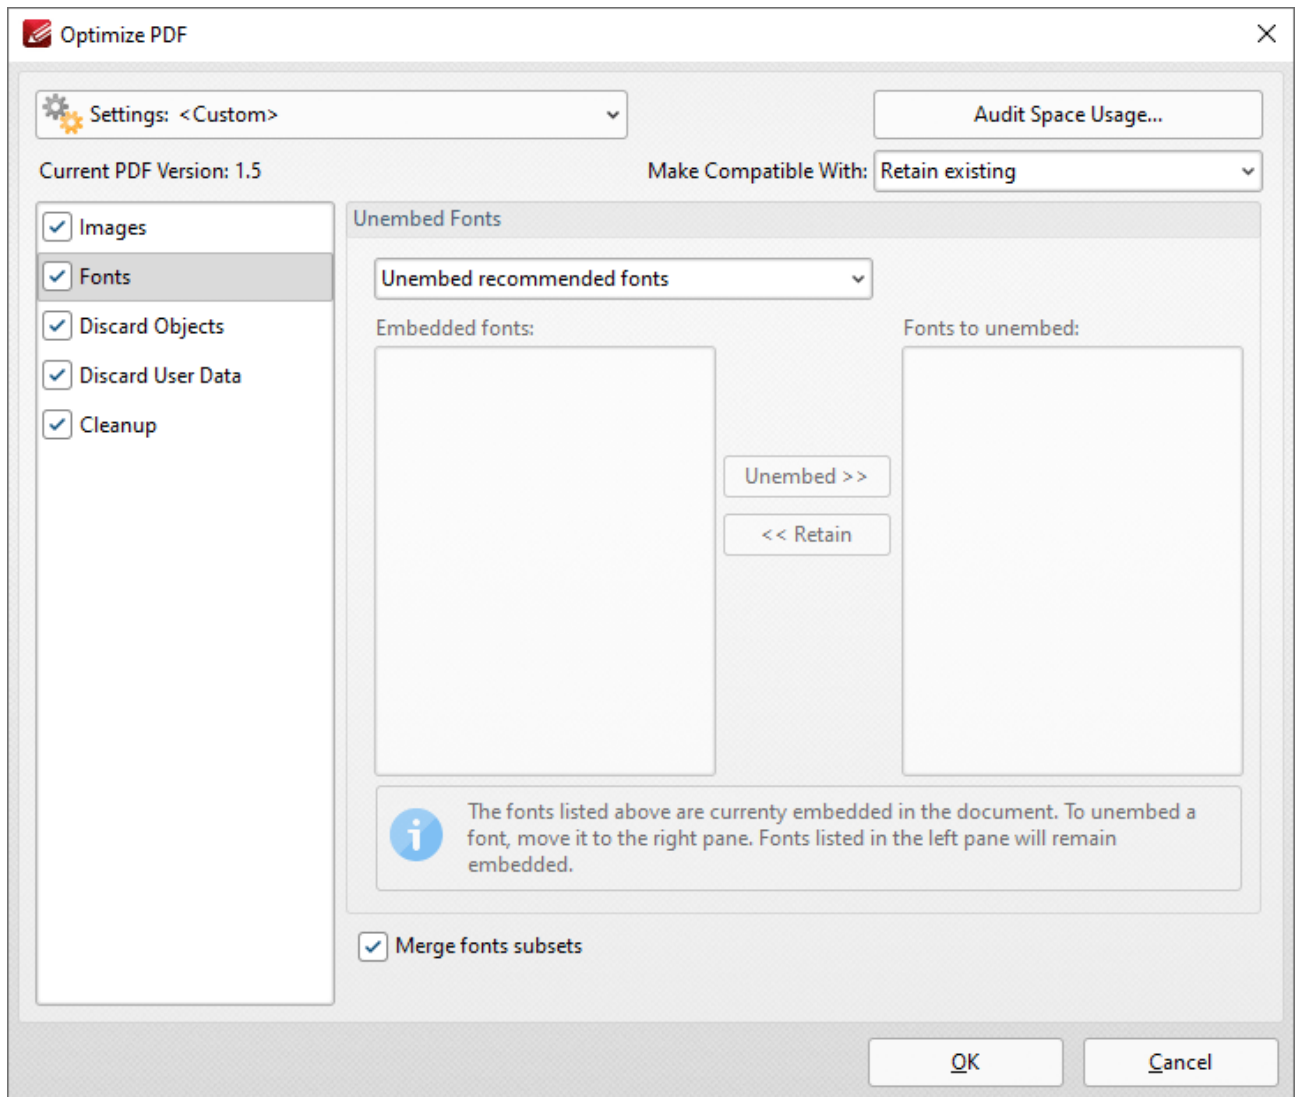 Optimize PDF
Settings: <Custom>
Audit Space Usage...
Current PDF Version: 1.5
Make Compatible With: Retain existing
Images
Fonts
Discard Objects
Discard User Data
Cleanup
Unembed Fonts
Unembed recommended fonts
Embedded fonts:
Fonts to unembed:
Unembed >>
<< Retain
The fonts listed above are currenty embedded in the document. To unembed a
font, move it to the right pane. Fonts listed in the left pane will remain
embedded.
Merge fonts subsets
OK
Cancel